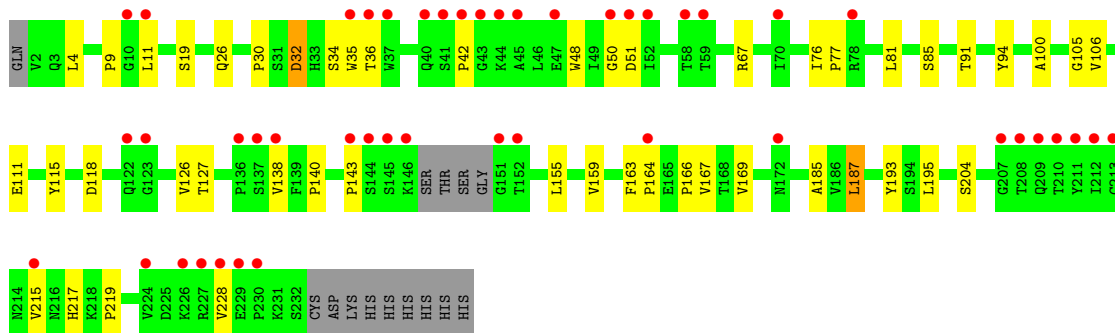 GLN V2 Q3 L4 P9 G10 L11 S19 Q26 P30 S31 D32 H33 S34 W35 T36 W37 Q40 S41 P42 G43 K44 A45 L46 E47 W48 I49 G50 D51 I52 T58 T59 R67 I70 I76 P77 R78 L81 S85 T91 Y94 A100 G105 V106
E111 Y115 D118 Q122 G123 V126 T127 P136 S137 V138 F139 P140 P143 S144 S145 K146 SER THR SER GLY G151 T152 L155 V159 F163 P164 E165 P166 V167 T168 V169 N172 A185 V186 L187 Y193 S194 L195 S204 G207 T208 Q209 T210 Y211 I212
N214 V215 N216 H217 K218 P219 V224 D225 K226 R227 V228 E229 P230 K231 S232 CYS ASP LYS HIS HIS HIS HIS HIS HIS